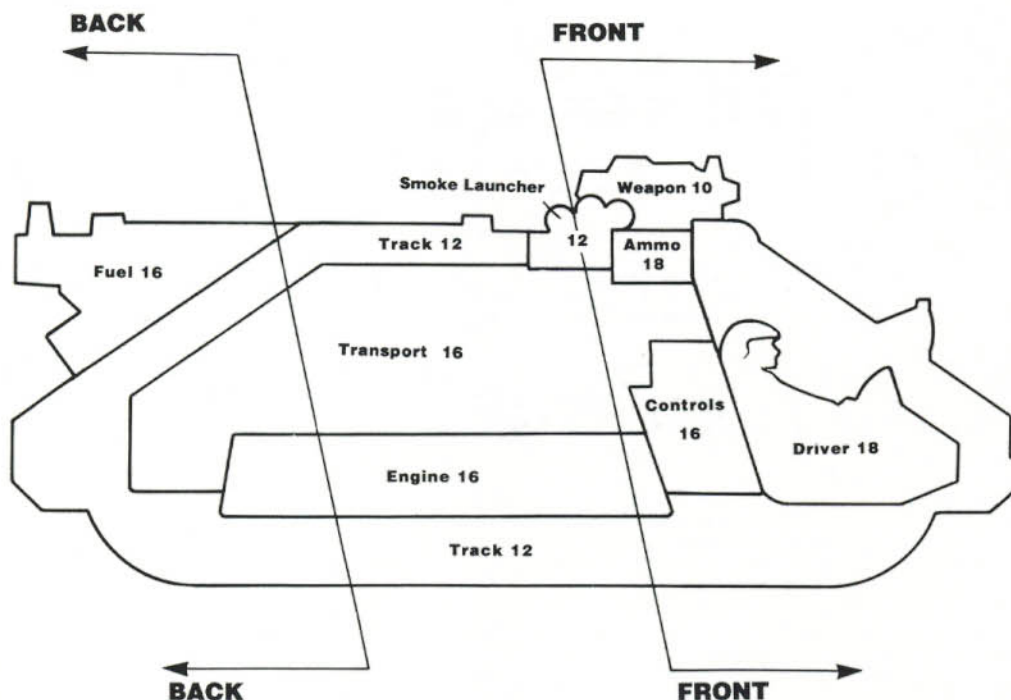 BACK
FRONT
Smoke Launcher
Weapon 10
Track 12
12
Ammo
18
Fuel 16
Transport 16
Controls
16
Driver 18
Engine 16
Track 12
BACK
FRONT